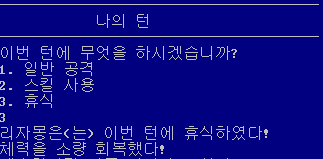 나의 턴
이번 턴에 무엇을 하시겠습니까?
1. 일반 공격
2. 스킬 사용
3. 휴식
3
리자몽은(는) 이번 턴에 휴식하였다!
체력을 소량 회복했다!